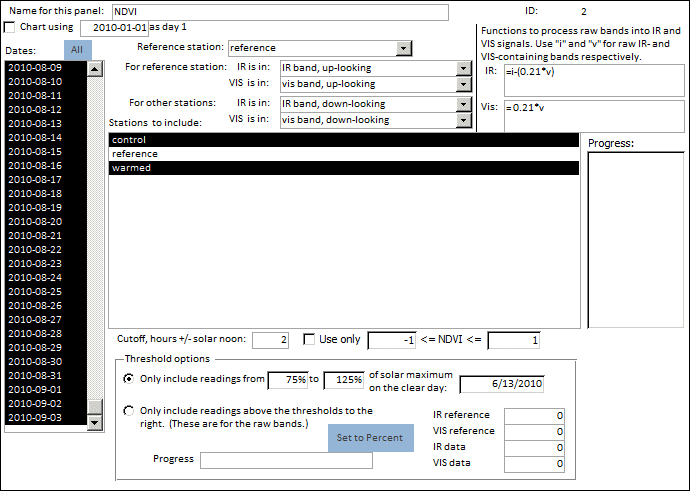 Name for this panel: NDVI ID: 2
Chart using 2010-01-01 as day 1
Functions to process raw bands into IR and
VIS signals. Use "i" and "v" for raw IR- and
VIS-containing bands respectively.
IR: =i-(0.21*v)
Vis: =0.21*v
Dates: All
Reference station: reference
For reference station: IR is in: IR band, up-looking
VIS is in: vis band, up-looking
For other stations: IR is in: IR band, down-looking
VIS is in: vis band, down-looking
Stations to include:
control
reference
warmed
Progress:
2010-08-09
2010-08-10
2010-08-11
2010-08-12
2010-08-13
2010-08-14
2010-08-15
2010-08-16
2010-08-17
2010-08-18
2010-08-19
2010-08-20
2010-08-21
2010-08-22
2010-08-23
2010-08-24
2010-08-25
2010-08-26
2010-08-27
2010-08-28
2010-08-29
2010-08-30
2010-08-31
2010-09-01
2010-09-02
2010-09-03
Cutoff, hours +/- solar noon: 2 Use only -1 <= NDVI <= 1
Threshold options
Only include readings from 75% to 125% of solar maximum
on the clear day: 6/13/2010
Only include readings above the thresholds to the
right. (These are for the raw bands.)
Set to Percent
Progress
IR reference 0
VIS reference 0
IR data 0
VIS data 0